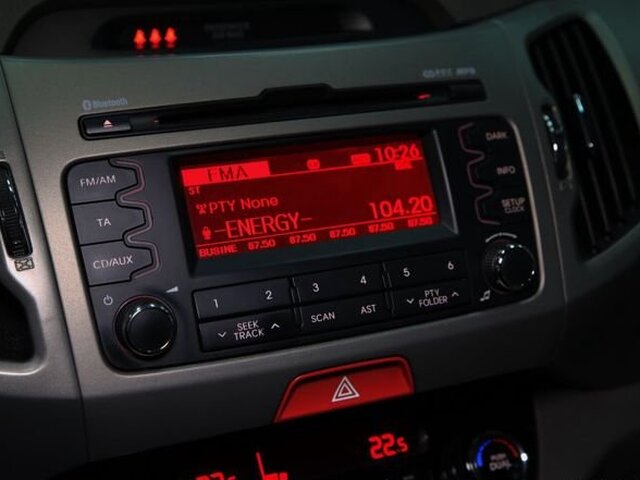 Bluetooth
FMA 10:26
ST
PTY None
-ENERGY- 104.20
BUSINE 87.50 87.50 87.50 87.50 87.50
FM/AM
TA
CD/AUX
DARK
INFO
SETUP
CLOCK
1 2 3 4 5 6
SEEK
TRACK
SCAN AST
PTY
FOLDER
22.5
DUAL